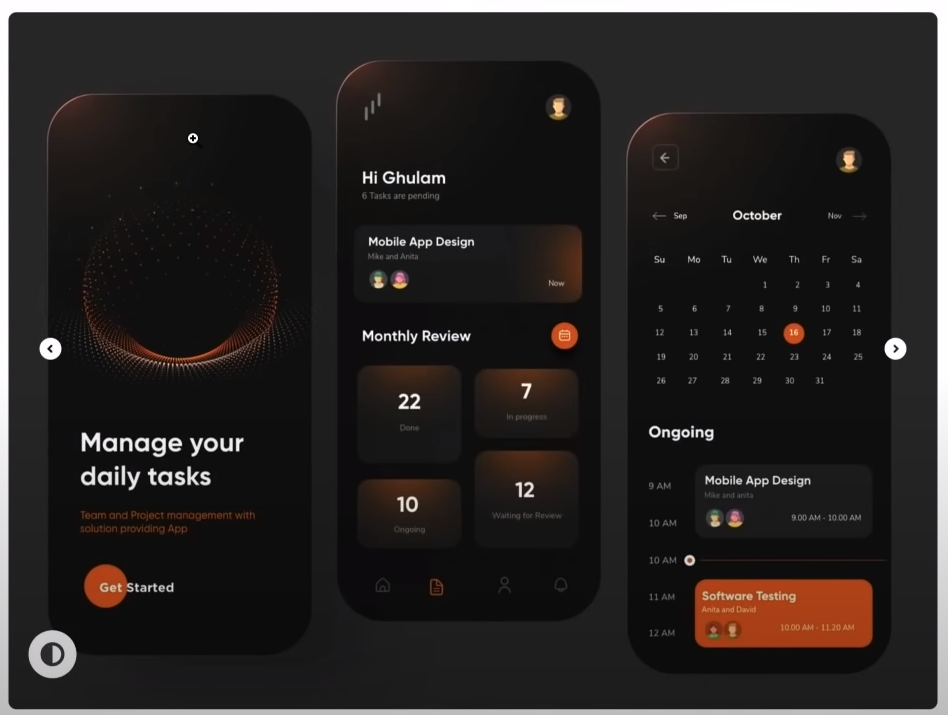 Manage your
daily tasks
Team and Project management with
solution providing App
Get Started
Hi Ghulam
6 Tasks are pending
Mobile App Design
Mike and Anita
Now
Monthly Review
22
Done
7
In progress
10
Ongoing
12
Waiting for Review
Sep October Nov
Su Mo Tu We Th Fr Sa
1 2 3 4
5 6 7 8 9 10 11
12 13 14 15 16 17 18
19 20 21 22 23 24 25
26 27 28 29 30 31
Ongoing
9 AM
Mobile App Design
Mike and anita
9.00 AM - 10.00 AM
10 AM
10 AM
11 AM
Software Testing
Anita and David
10.00 AM - 11.20 AM
12 AM